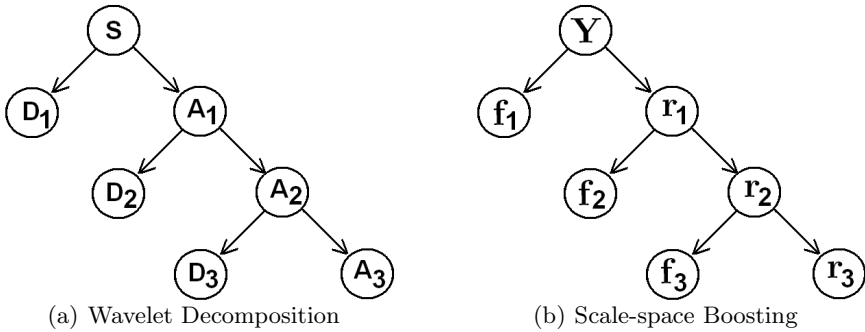 S Y
D1 A1 f1 r1
D2 A2 f2 r2
D3 A3 f3 r3
(a) Wavelet Decomposition (b) Scale-space Boosting